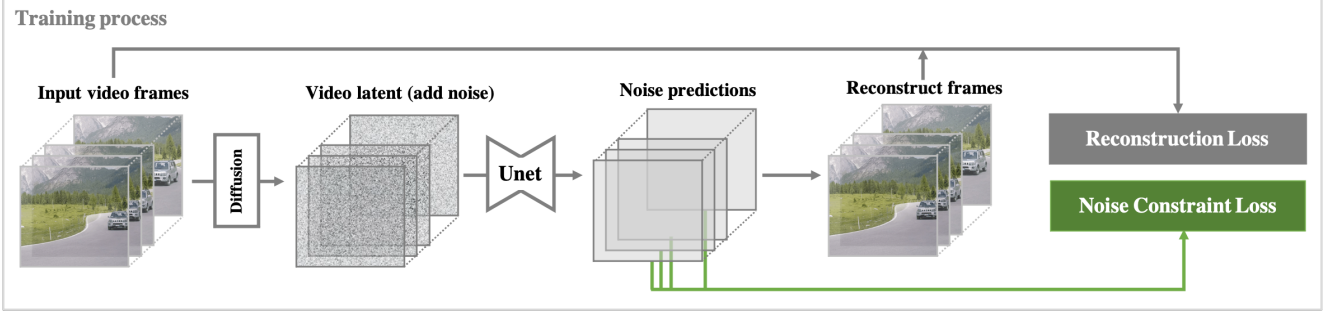 Training process
Input video frames
Video latent (add noise)
Noise predictions
Reconstruct frames
Diffusion
Unet
Reconstruction Loss
Noise Constraint Loss